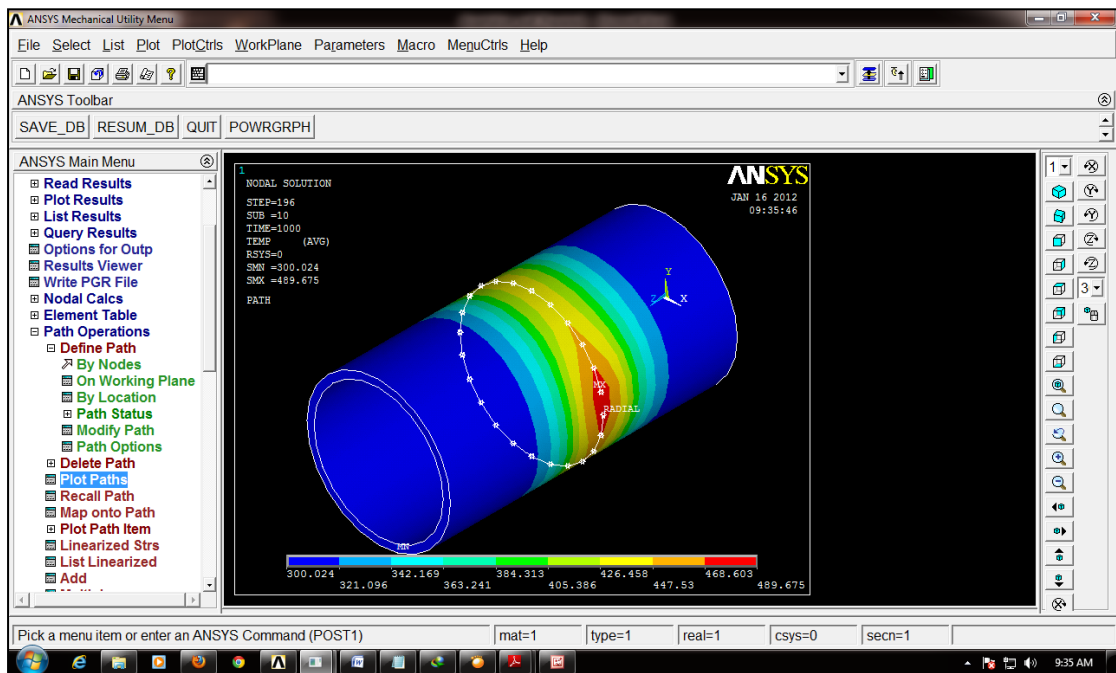 ANSYS Mechanical Utility Menu
File Select List Plot PlotCtrls WorkPlane Parameters Macro MenuCtrls Help
ANSYS Toolbar
SAVE_DB RESUM_DB QUIT POWRGRPH
ANSYS Main Menu
Read Results
Plot Results
List Results
Query Results
Options for Outp
Results Viewer
Write PGR File
Nodal Calcs
Element Table
Path Operations
Define Path
By Nodes
On Working Plane
By Location
Path Status
Modify Path
Path Options
Delete Path
Plot Paths
Recall Path
Map onto Path
Plot Path Item
Linearized Strs
List Linearized
Add
1
NODAL SOLUTION
STEP=196
SUB =10
TIME=1000
TEMP (AVG)
RSYS=0
SMN =300.024
SMX =489.675
PATH
ANSYS
JAN 16 2012
09:35:46
Y
Z X
MX
RADIAL
MN
300.024 342.169 384.313 426.458 468.603
321.096 363.241 405.386 447.53 489.675
1
3
Pick a menu item or enter an ANSYS Command (POST1) mat=1 type=1 real=1 csys=0 secn=1
9:35 AM